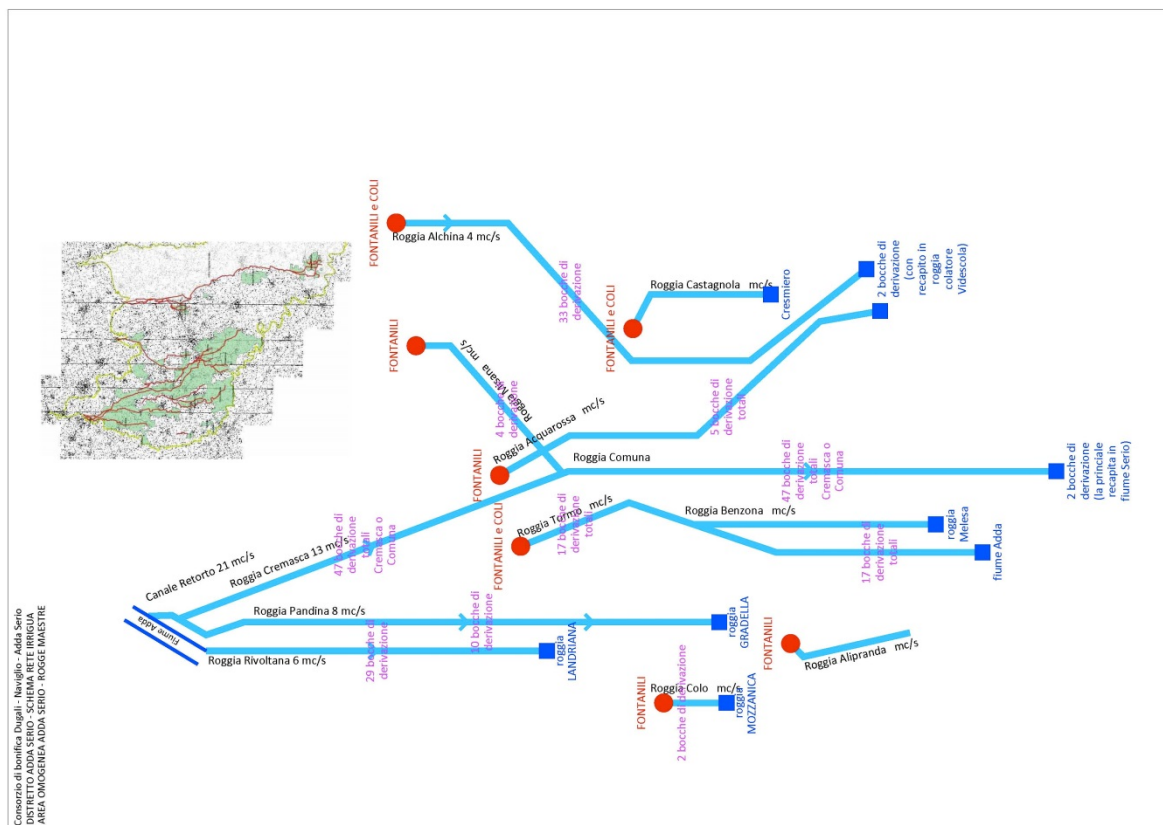 FONTANILI e COLI
Roggia Alchina 4 mc/s
33 bocche di
derivazione
FONTANILI e COLI
Roggia Castagnola   mc/s
Cresmiero
2 bocche di
derivazione
(con
recapito in
roggia
colatore
Videscola)
FONTANILI
Roggia Misana   mc/s
4 bocche di
derivazione
FONTANILI
Roggia Acquarossa   mc/s
5 bocche di
derivazione
totali
Roggia Comuna
47 bocche di
derivazione
totali
Cremasca o
Comuna
2 bocche di
derivazione
(la princiale
recapita in
fiume Serio)
FONTANILI e COLI
Roggia Tormo   mc/s
17 bocche di
derivazione
totali
Roggia Benzona   mc/s
roggia
Melesa
17 bocche di
derivazione
totali
fiume Adda
Canale Retorto 21 mc/s
Roggia Cremasca 13 mc/s
47 bocche di
derivazione
totali
Cremasca o
Comuna
Fiume Adda
Roggia Pandina 8 mc/s
10 bocche di
derivazione
roggia
GRADELLA
Roggia Rivoltana 6 mc/s
29 bocche di
derivazione
roggia
LANDRIANA
FONTANILI
Roggia Alipranda   mc/s
FONTANILI
Roggia Colo   mc/s
2 bocche di derivazione
roggia
MOZZANICA
Consorzio di bonifica Dugali - Naviglio - Adda Serio
DISTRETTO ADDA SERIO - SCHEMA RETE IRRIGUA
AREA OMOGENEA ADDA SERIO - ROGGE MAESTRE